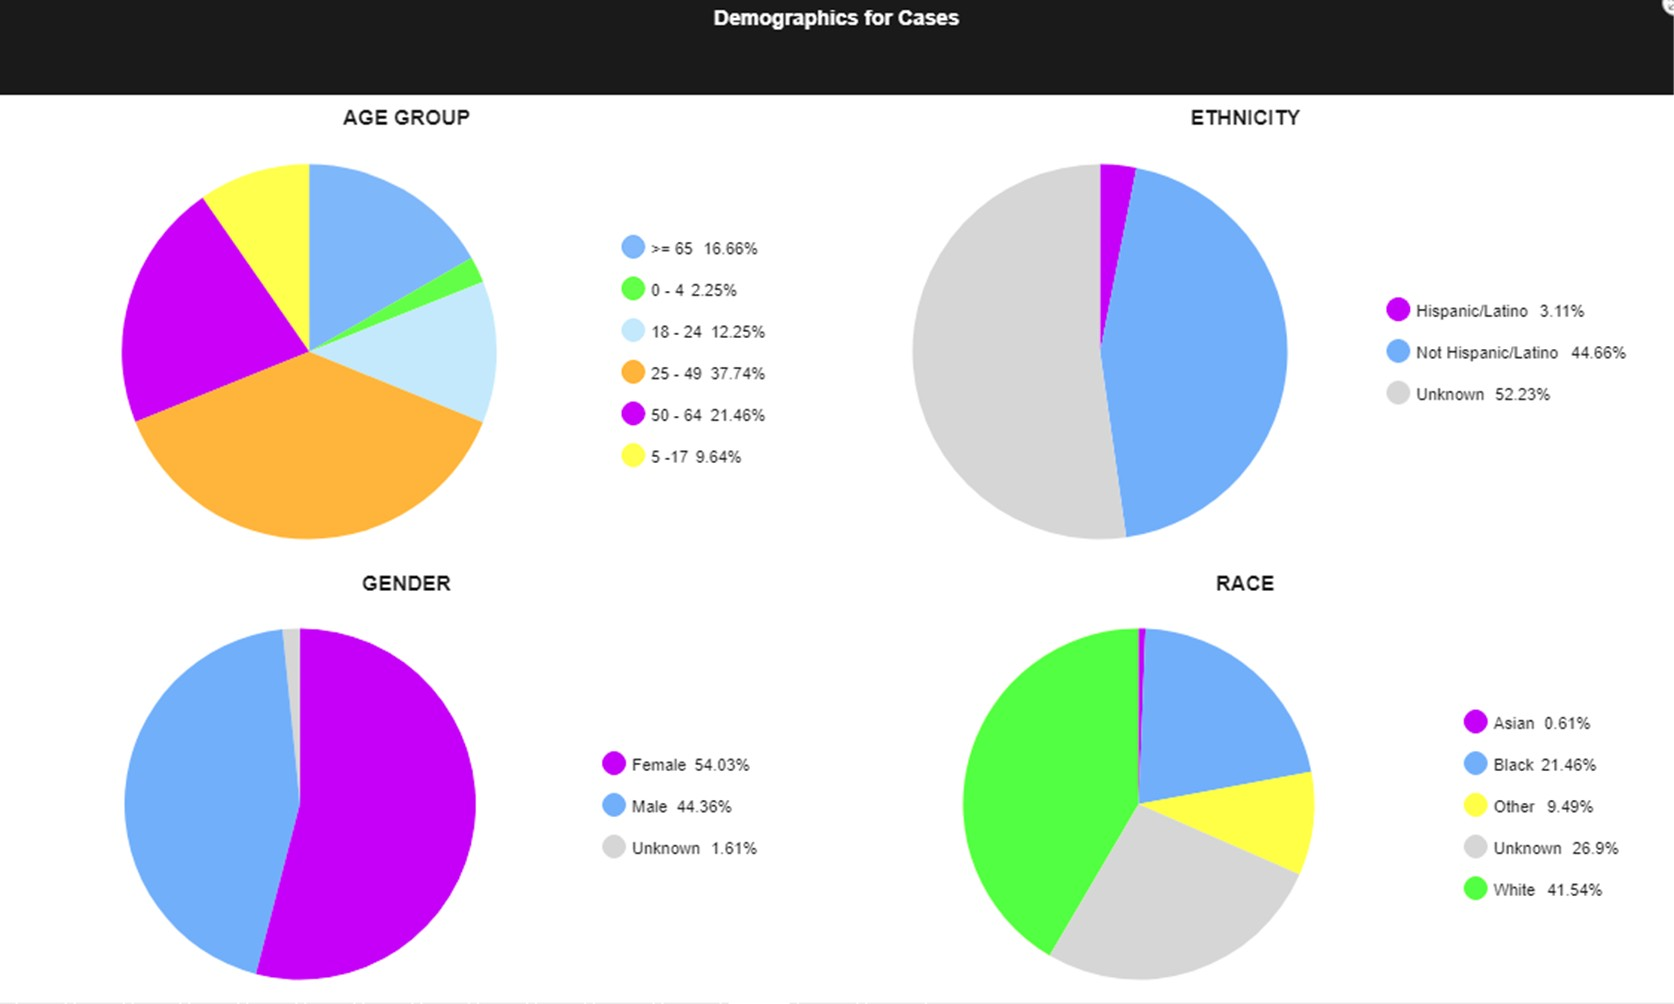 Demographics for Cases
AGE GROUP
>= 65 16.66%
0 - 4 2.25%
18 - 24 12.25%
25 - 49 37.74%
50 - 64 21.46%
5 -17 9.64%
ETHNICITY
Hispanic/Latino 3.11%
Not Hispanic/Latino 44.66%
Unknown 52.23%
GENDER
Female 54.03%
Male 44.36%
Unknown 1.61%
RACE
Asian 0.61%
Black 21.46%
Other 9.49%
Unknown 26.9%
White 41.54%